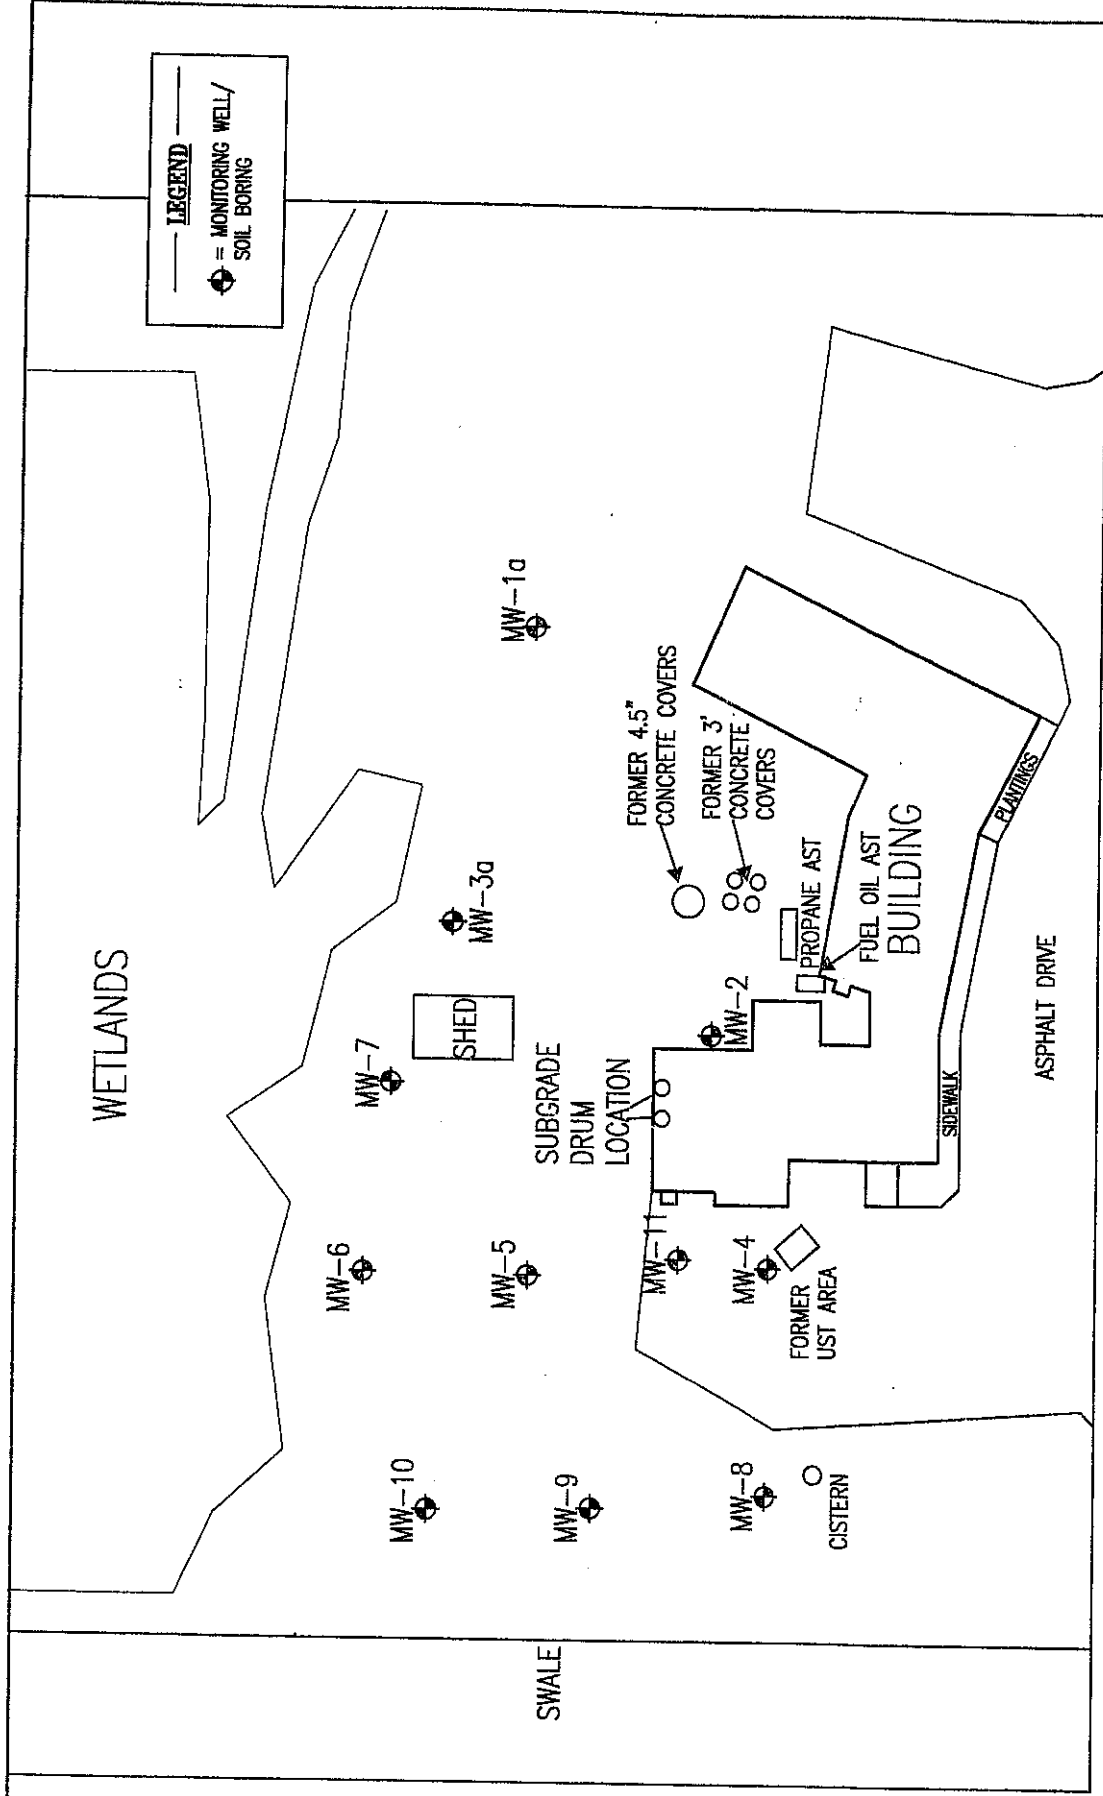 LEGEND
= MONITORING WELL/
SOIL BORING
WETLANDS
MW-10
MW-6
MW-7
MW-3a
MW-1a
MW-9
MW-5
SHED
SUBGRADE
DRUM
LOCATION
FORMER 4.5"
CONCRETE COVERS
FORMER 3'
CONCRETE
COVERS
MW-11
MW-2
PROPANE AST
FUEL OIL AST
BUILDING
MW-8
MW-4
FORMER
UST AREA
CISTERN
SIDEWALK
PLANTINGS
ASPHALT DRIVE
SWALE